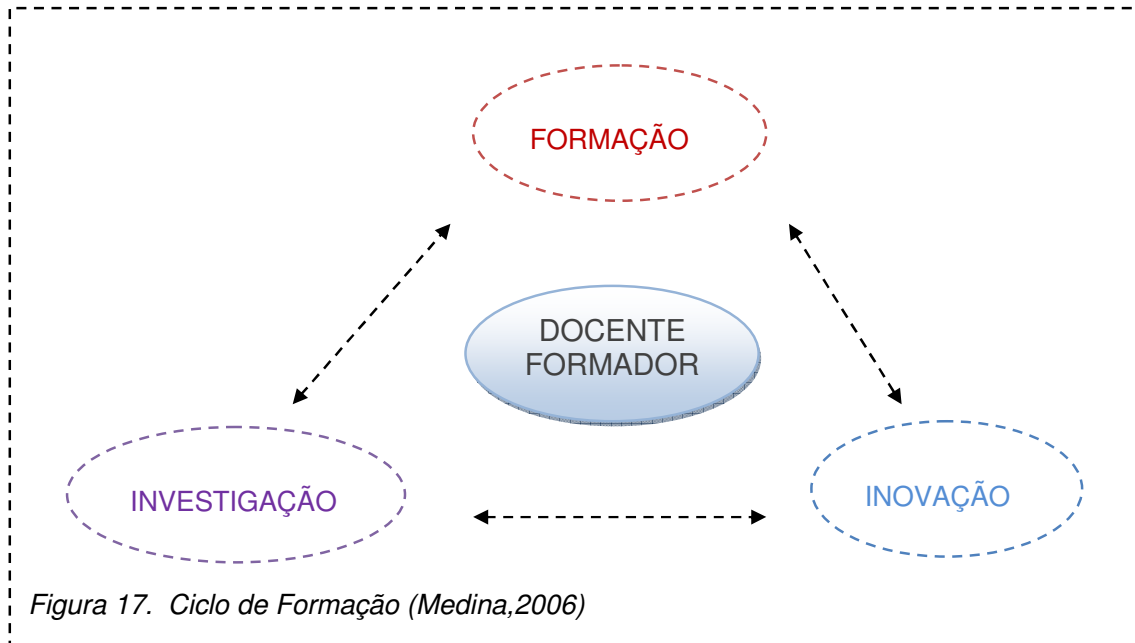 FORMAÇÃO
DOCENTE
FORMADOR
INVESTIGAÇÃO
INOVAÇÃO
Figura 17. Ciclo de Formação (Medina,2006)